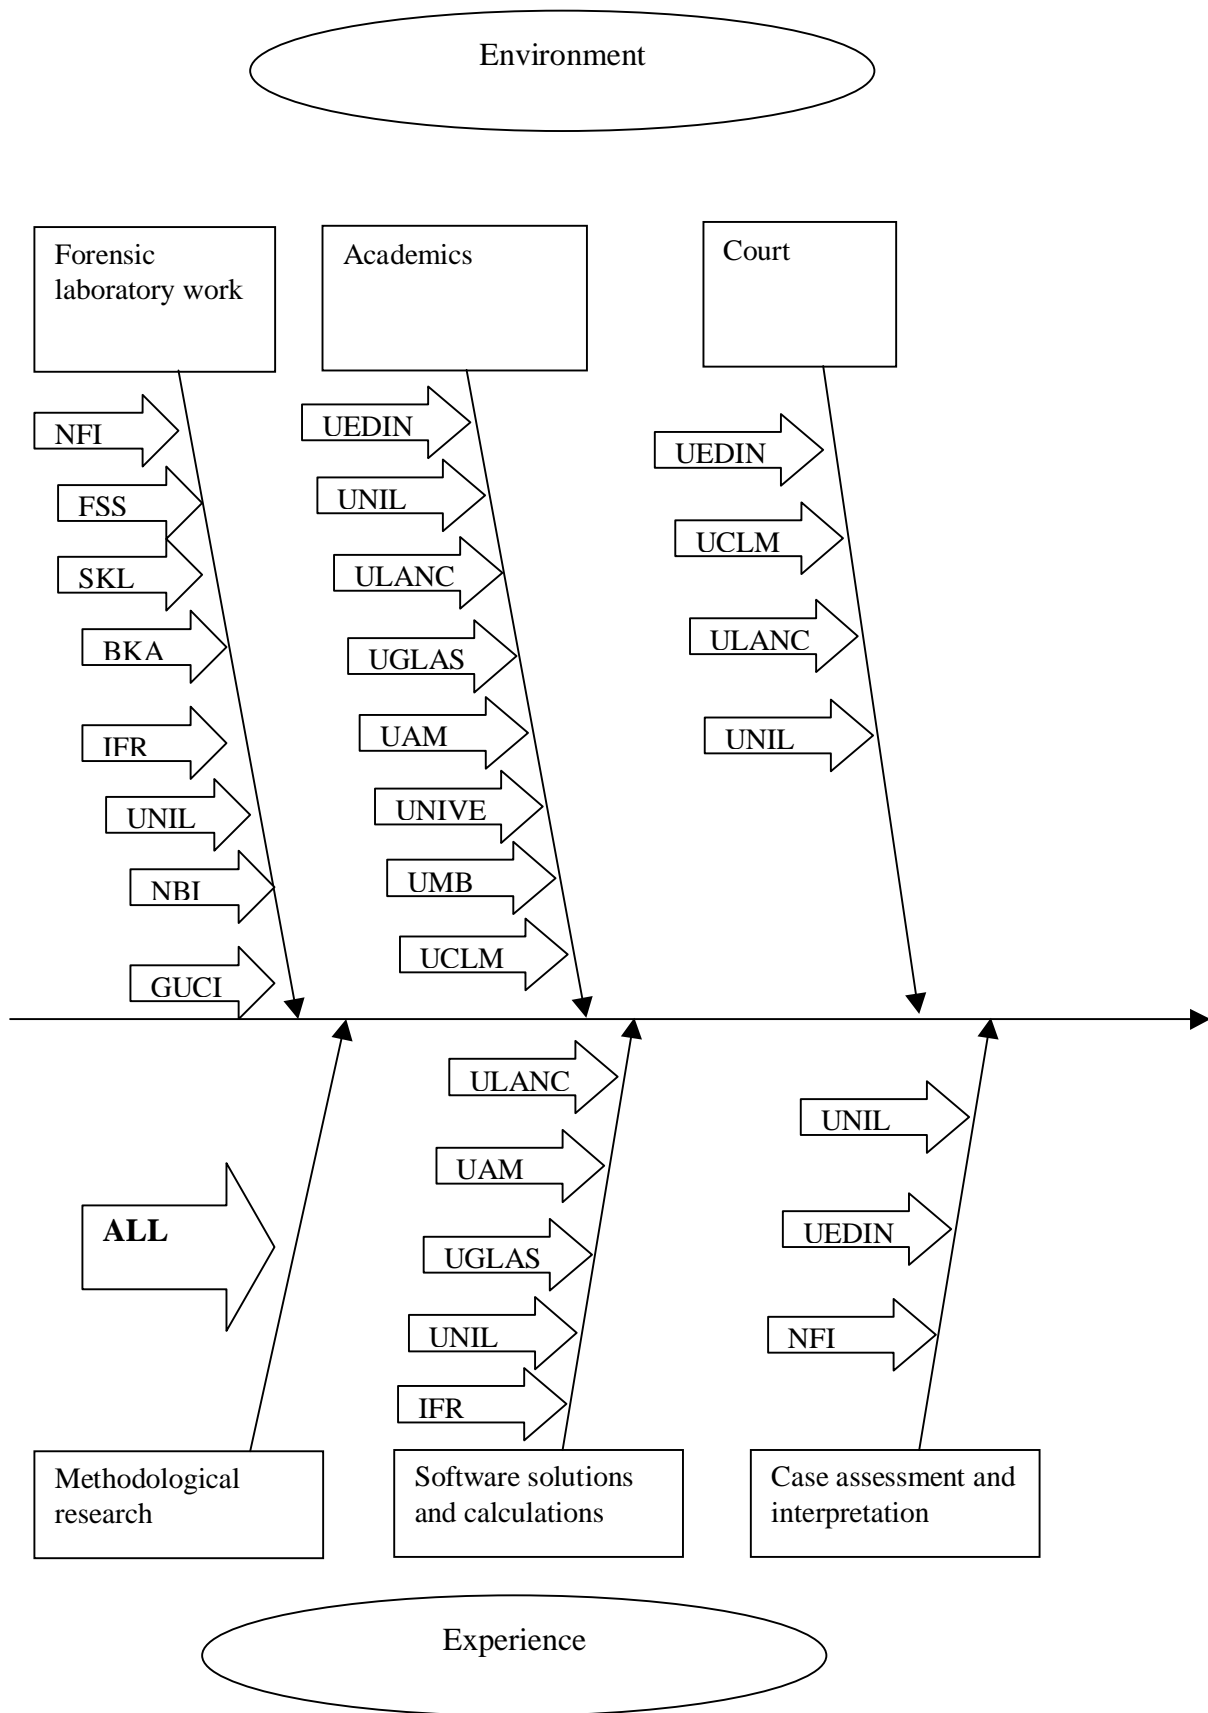 Environment
Forensic
laboratory work
Academics
Court
NFI
FSS
SKL
BKA
IFR
UNIL
NBI
GUCI
UEDIN
UNIL
ULANC
UGLAS
UAM
UNIVE
UMB
UCLM
UEDIN
UCLM
ULANC
UNIL
ALL
ULANC
UAM
UGLAS
UNIL
IFR
UNIL
UEDIN
NFI
Methodological
research
Software solutions
and calculations
Case assessment and
interpretation
Experience